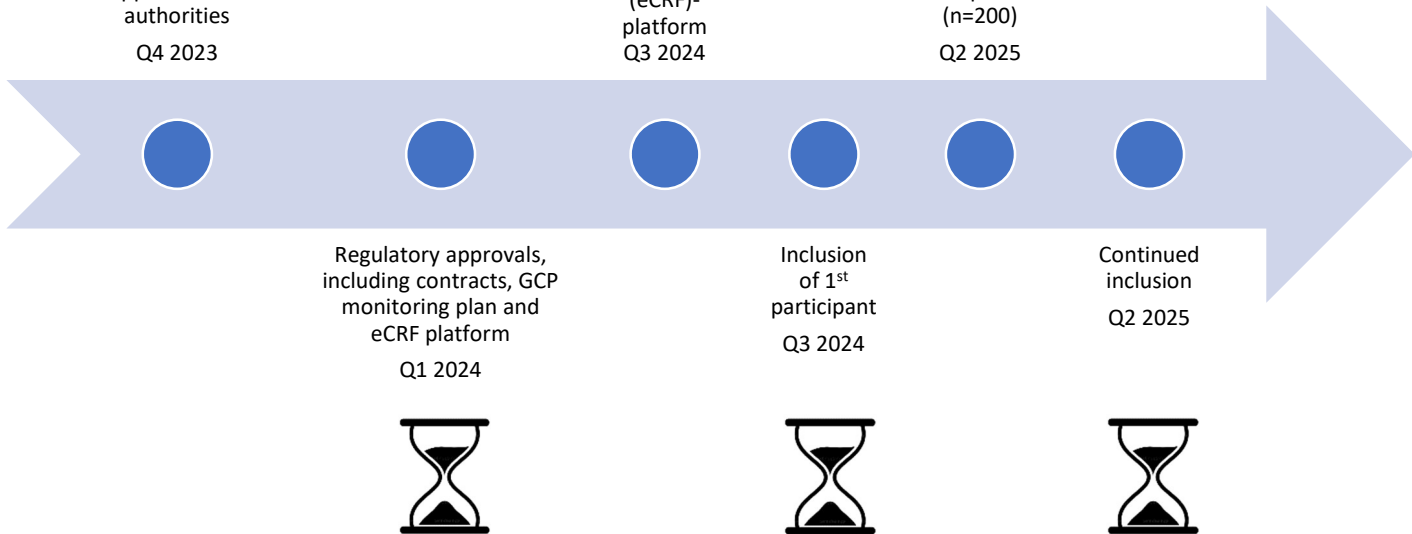 authorities
Q4 2023
(eCRF)-
platform
Q3 2024
(n=200)
Q2 2025
Regulatory approvals,
including contracts, GCP
monitoring plan and
eCRF platform
Q1 2024
Inclusion
of 1st
participant
Q3 2024
Continued
inclusion
Q2 2025